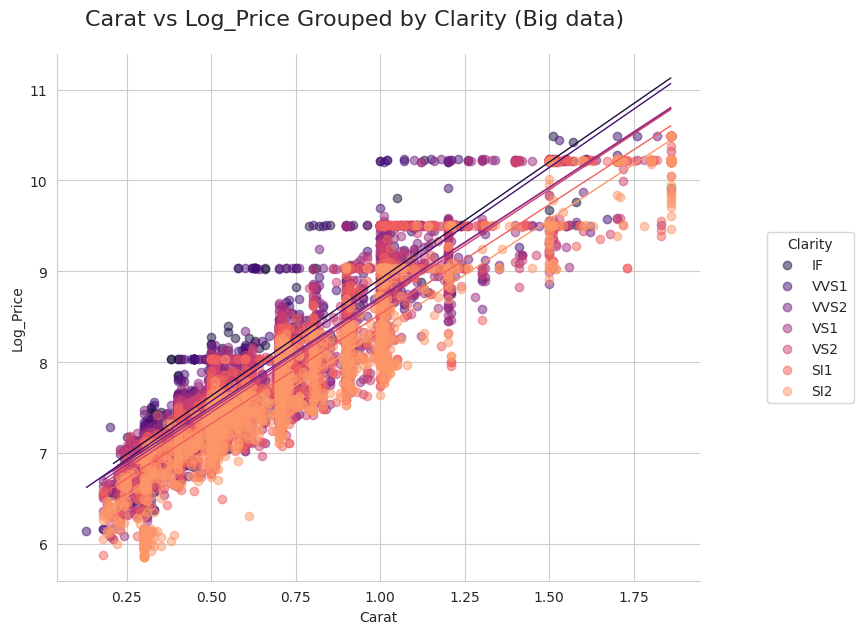 Carat vs Log_Price Grouped by Clarity (Big data)
11
10
9
8
7
6
Log_Price
0.25 0.50 0.75 1.00 1.25 1.50 1.75
Carat
Clarity
IF
VVS1
VVS2
VS1
VS2
SI1
SI2